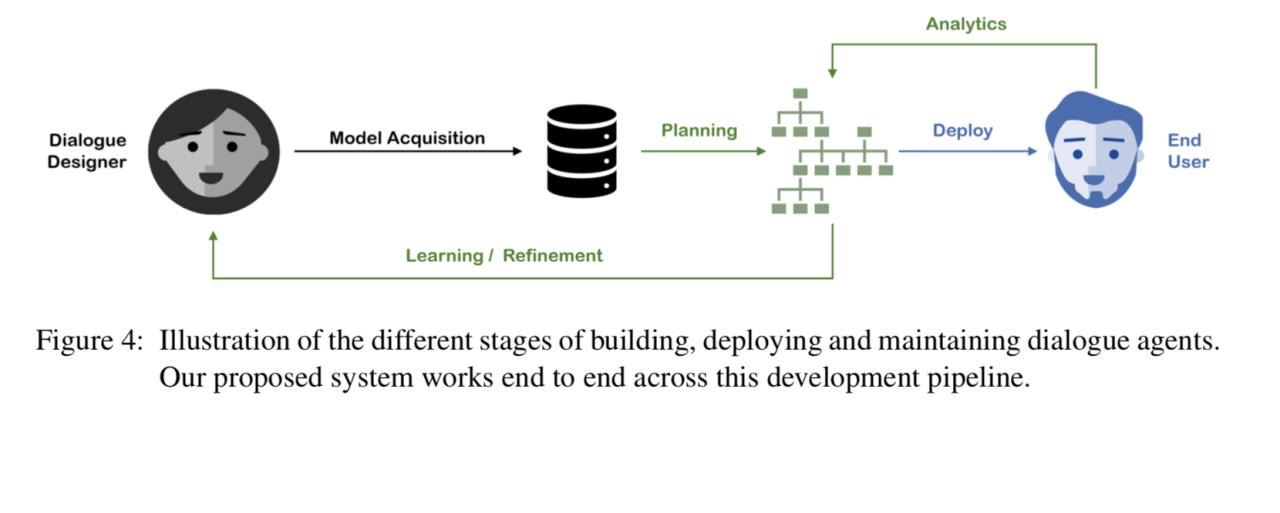 Analytics
Dialogue
Designer
Model Acquisition
Planning
Deploy
End
User
Learning / Refinement
Figure 4: Illustration of the different stages of building, deploying and maintaining dialogue agents.
Our proposed system works end to end across this development pipeline.